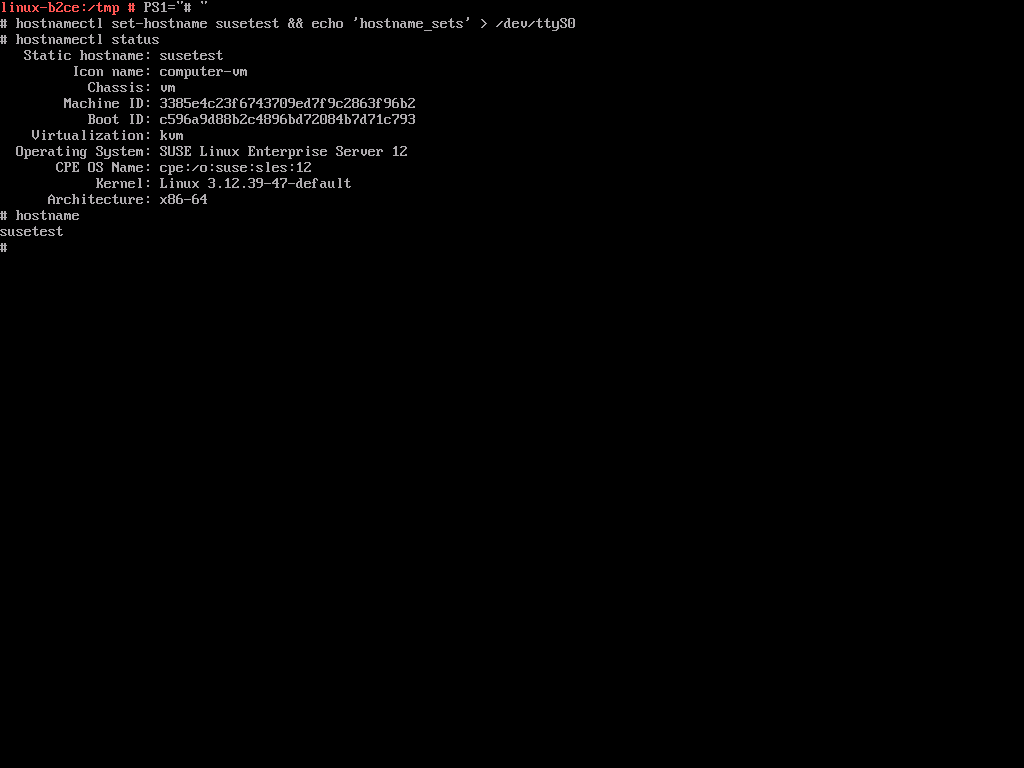 linux-b2ce:/tmp # PS1="# "
# hostnamectl set-hostname susetest && echo 'hostname_sets' > /dev/ttyS0
# hostnamectl status
Static hostname: susetest
Icon name: computer-vm
Chassis: vm
Machine ID: 3385e4c23f6743709ed7f9c2863f96b2
Boot ID: c596a9d88b2c4896bd72084b7d71c793
Virtualization: kvm
Operating System: SUSE Linux Enterprise Server 12
CPE OS Name: cpe:/o:suse:sles:12
Kernel: Linux 3.12.39-47-default
Architecture: x86-64
# hostname
susetest
#